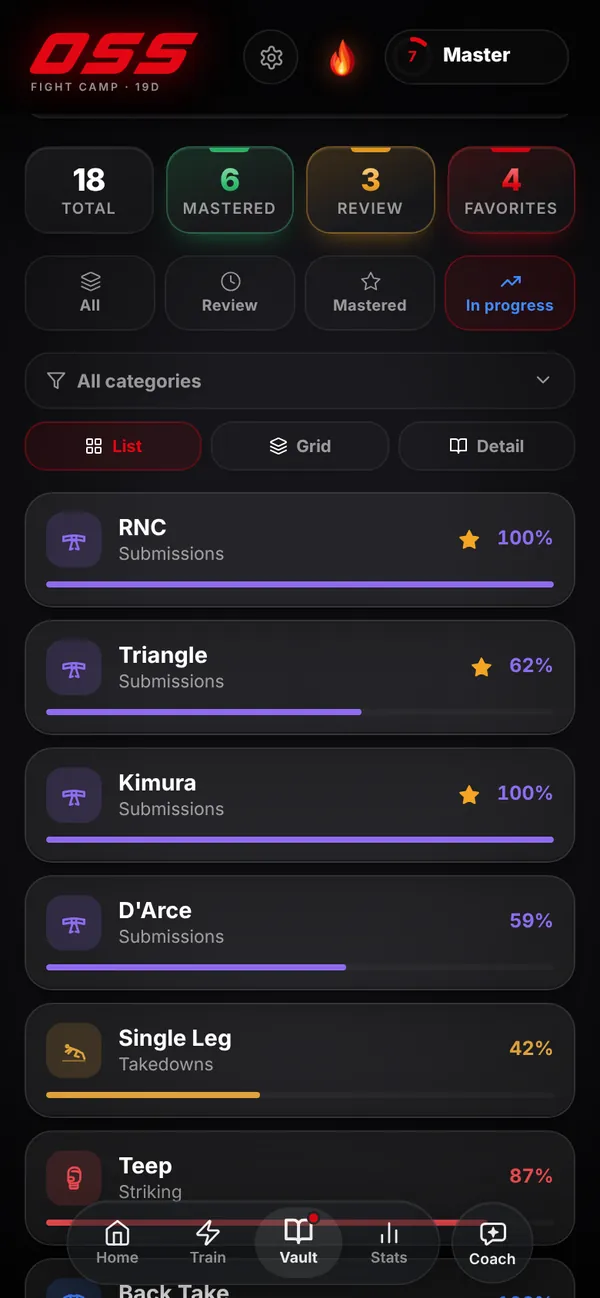 OSS
FIGHT CAMP · 19D
7
Master
18
TOTAL
6
MASTERED
3
REVIEW
4
FAVORITES
All
Review
Mastered
In progress
All categories
List
Grid
Detail
RNC
Submissions
100%
Triangle
Submissions
62%
Kimura
Submissions
100%
D'Arce
Submissions
59%
Single Leg
Takedowns
42%
Teep
Striking
87%
Home
Train
Vault
Stats
Coach
Back Take